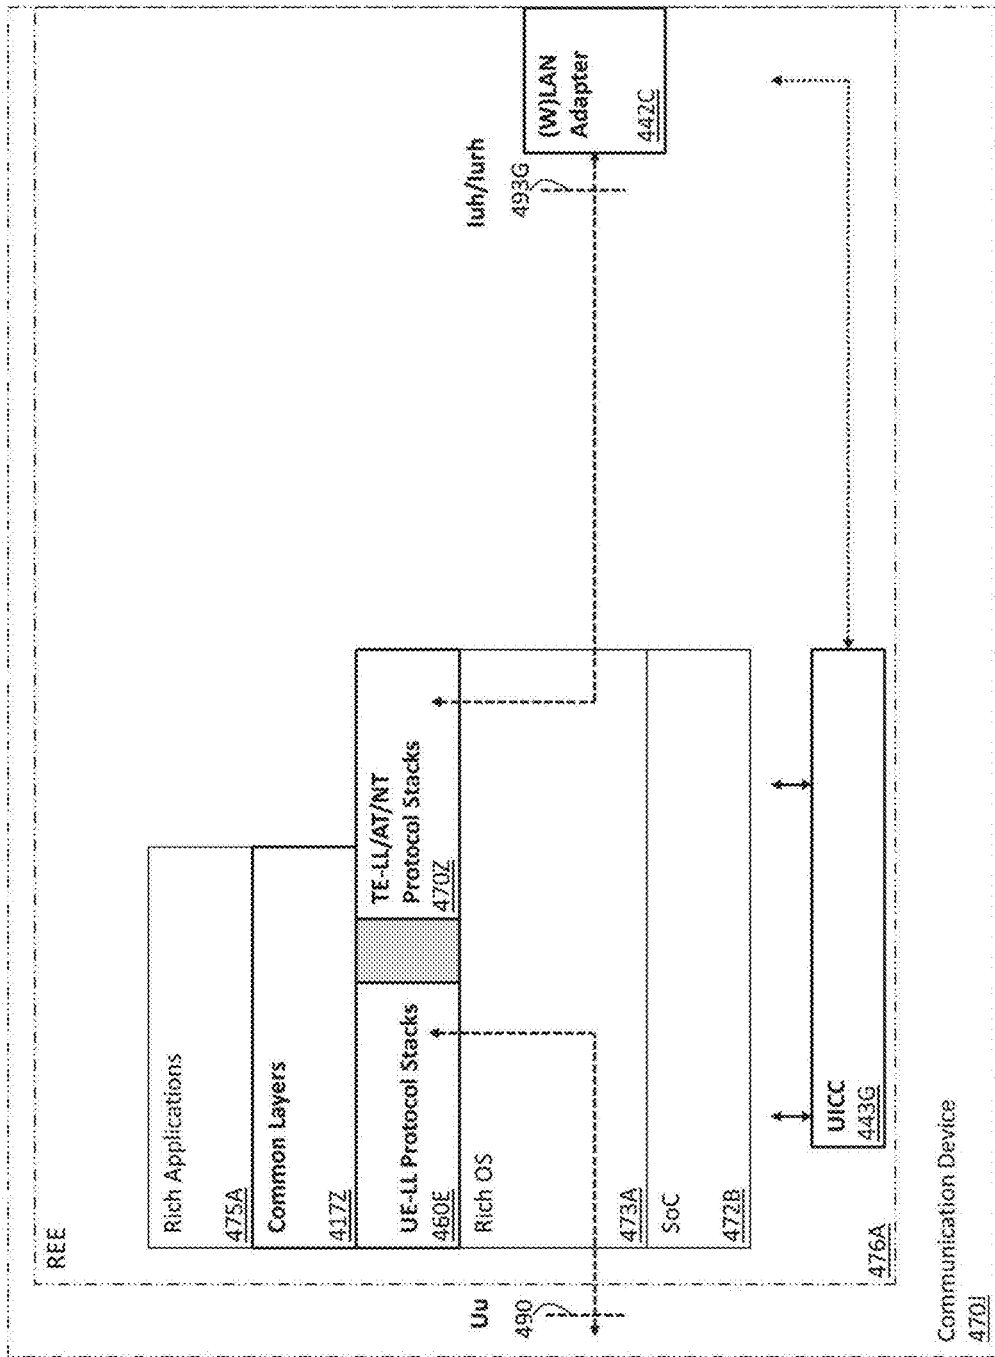 REE
Rich Applications
475A
Common Layers
417Z
UE-LL Protocol Stacks
460E
TE-LL/AT/NT
Protocol Stacks
470Z
Rich OS
473A
SoC
472B
UICC
443G
476A
Uu
490
Iuh/Iurh
493G
(W)LAN
Adapter
442C
Communication Device
470J